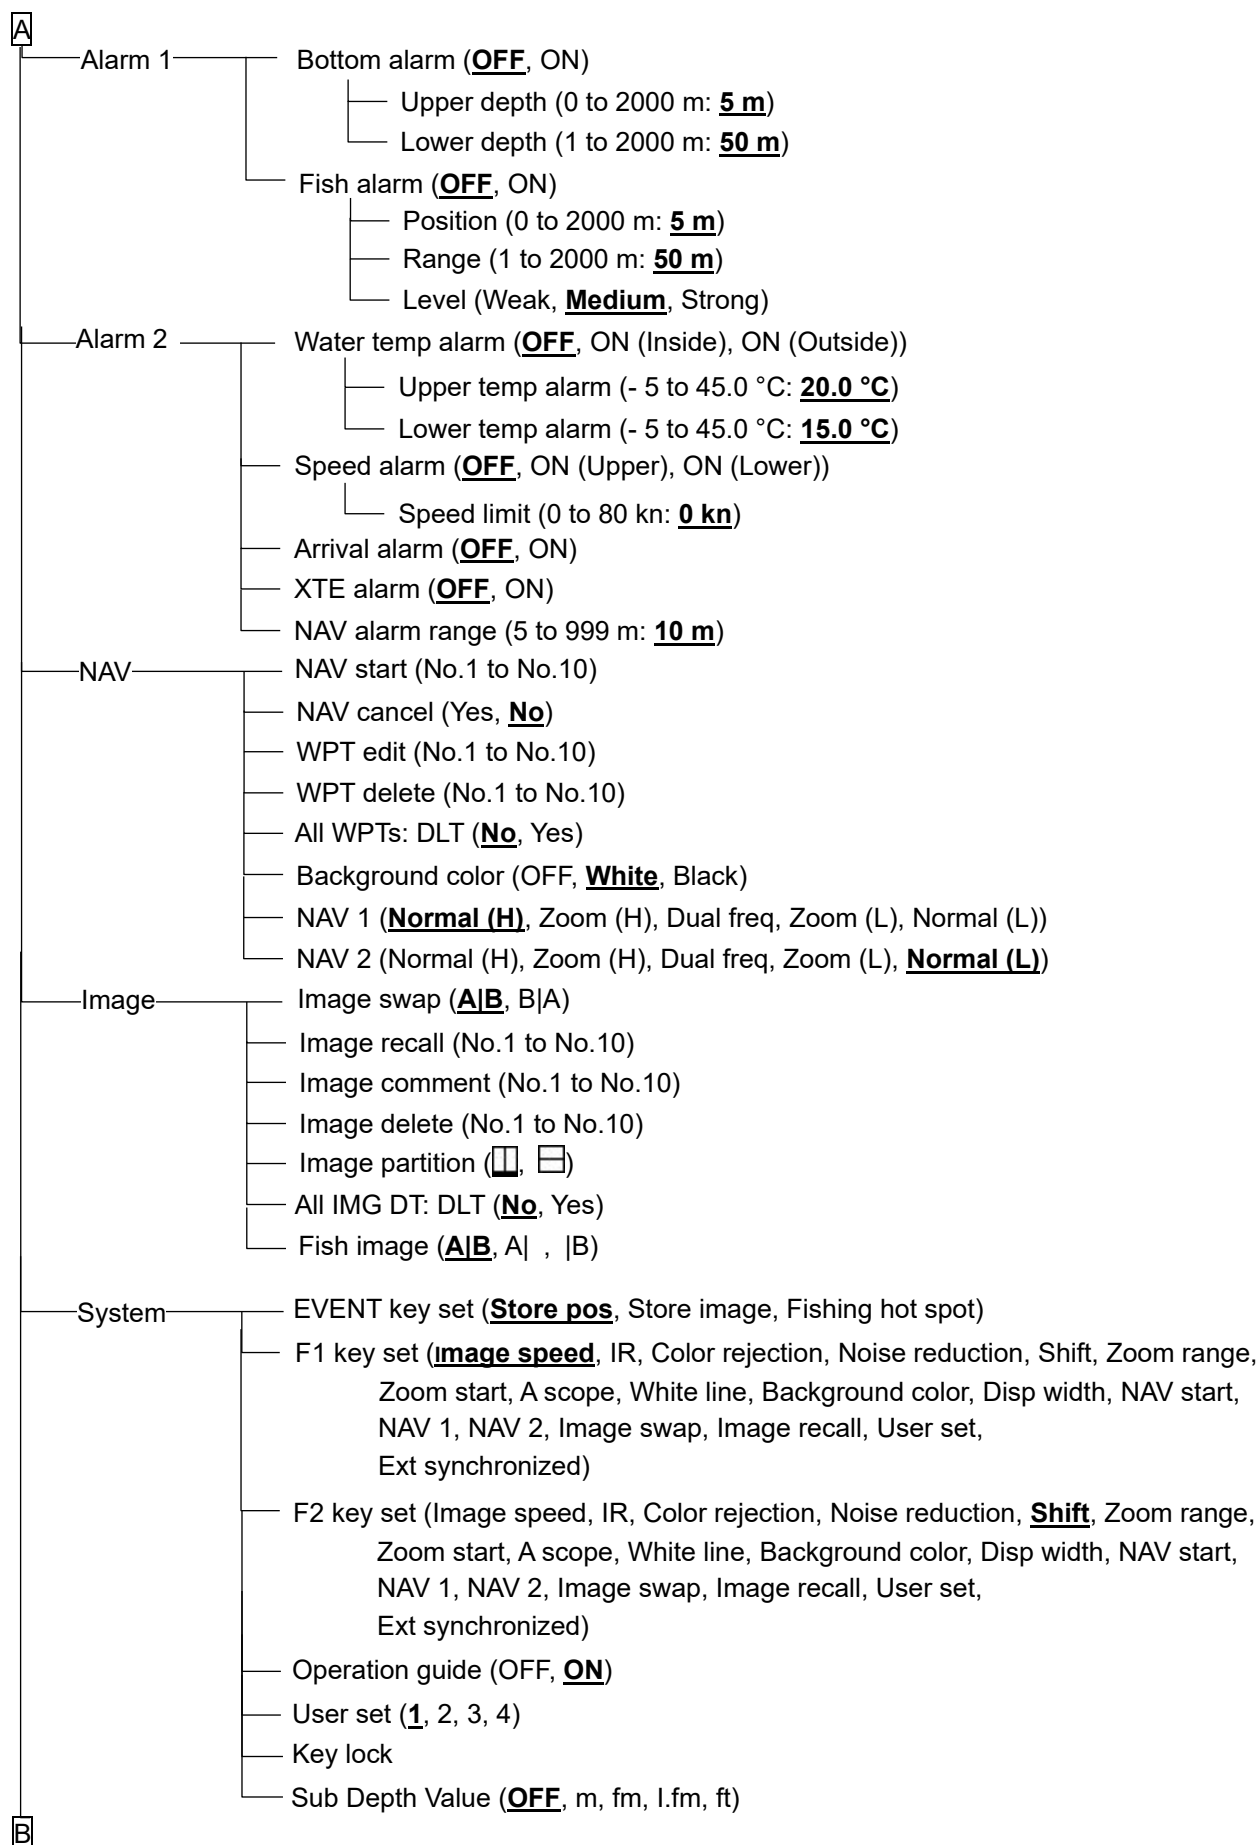 A
Alarm 1
Bottom alarm (OFF, ON)
Upper depth (0 to 2000 m: 5 m)
Lower depth (1 to 2000 m: 50 m)
Fish alarm (OFF, ON)
Position (0 to 2000 m: 5 m)
Range (1 to 2000 m: 50 m)
Level (Weak, Medium, Strong)
Alarm 2
Water temp alarm (OFF, ON (Inside), ON (Outside))
Upper temp alarm (- 5 to 45.0 °C: 20.0 °C)
Lower temp alarm (- 5 to 45.0 °C: 15.0 °C)
Speed alarm (OFF, ON (Upper), ON (Lower))
Speed limit (0 to 80 kn: 0 kn)
Arrival alarm (OFF, ON)
XTE alarm (OFF, ON)
NAV alarm range (5 to 999 m: 10 m)
NAV
NAV start (No.1 to No.10)
NAV cancel (Yes, No)
WPT edit (No.1 to No.10)
WPT delete (No.1 to No.10)
All WPTs: DLT (No, Yes)
Background color (OFF, White, Black)
NAV 1 (Normal (H), Zoom (H), Dual freq, Zoom (L), Normal (L))
NAV 2 (Normal (H), Zoom (H), Dual freq, Zoom (L), Normal (L))
Image
Image swap (A|B, B|A)
Image recall (No.1 to No.10)
Image comment (No.1 to No.10)
Image delete (No.1 to No.10)
Image partition ( , )
All IMG DT: DLT (No, Yes)
Fish image (A|B, A| , |B)
System
EVENT key set (Store pos, Store image, Fishing hot spot)
F1 key set (Image speed, IR, Color rejection, Noise reduction, Shift, Zoom range,
Zoom start, A scope, White line, Background color, Disp width, NAV start,
NAV 1, NAV 2, Image swap, Image recall, User set,
Ext synchronized)
F2 key set (Image speed, IR, Color rejection, Noise reduction, Shift, Zoom range,
Zoom start, A scope, White line, Background color, Disp width, NAV start,
NAV 1, NAV 2, Image swap, Image recall, User set,
Ext synchronized)
Operation guide (OFF, ON)
User set (1, 2, 3, 4)
Key lock
Sub Depth Value (OFF, m, fm, I.fm, ft)
B